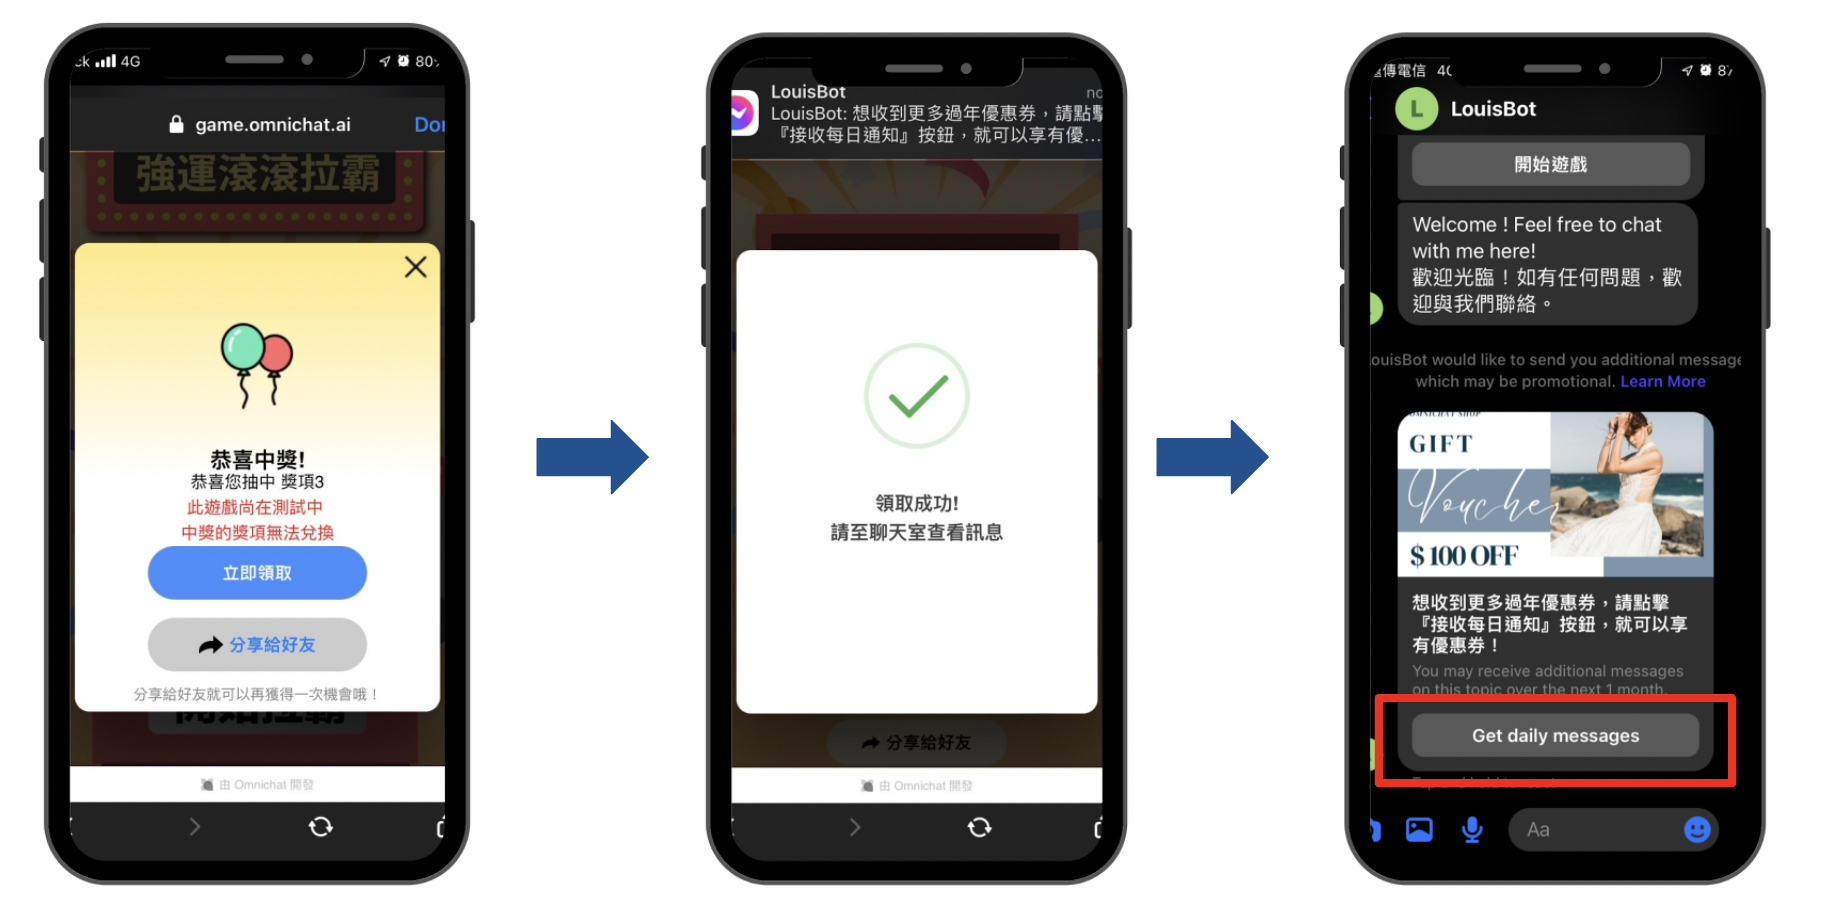 4G
80
game.omnichat.ai
強運滾滾拉霸
恭喜中獎!
恭喜您抽中 獎項3
此遊戲尚在測試中
中獎的獎項無法兌換
立即領取
分享給好友
分享給好友就可以再獲得一次機會哦！
由 Omnichat 開發
LouisBot
LouisBot: 想收到更多過年優惠券，請點擊
『接收每日通知』按鈕，就可以享有優...
領取成功!
請至聊天室查看訊息
分享給好友
由 Omnichat 開發
傳電信
LouisBot
開始遊戲
Welcome ! Feel free to chat
with me here!
歡迎光臨！如有任何問題，歡
迎與我們聯絡。
LouisBot would like to send you additional message
which may be promotional. Learn More
OMNICHAT SHOP
GIFT
Voucher
$100 OFF
想收到更多過年優惠券，請點擊
『接收每日通知』按鈕，就可以享
有優惠券！
You may receive additional messages
on this topic over the next 1 month.
Get daily messages
Aa